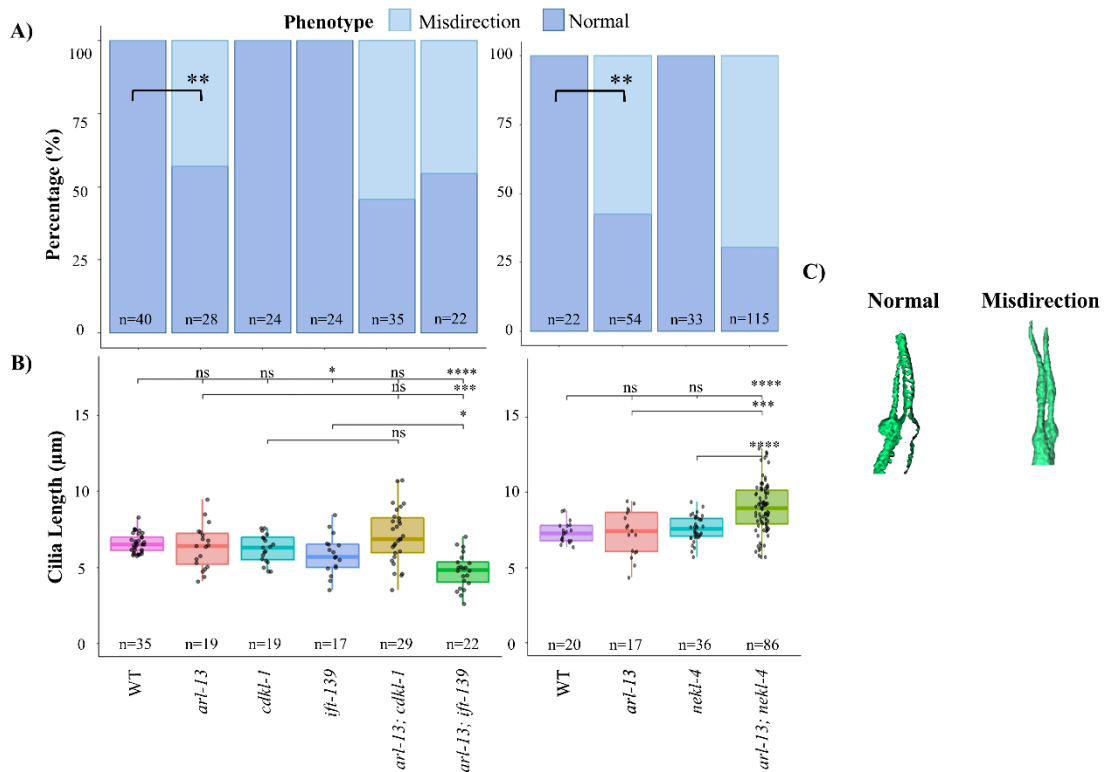 Phenotype Misdirection Normal
A)
Percentage (%)
100
75
50
25
0
**
n=40 n=28 n=24 n=24 n=35 n=22
100
75
50
25
0
**
n=22 n=54 n=33 n=115
C)
Normal Misdirection
B)
Cilia Length (µm)
15
10
5
0
ns ns * ns ****
ns ***
*
ns
n=35 n=19 n=19 n=17 n=29 n=22
WT
arl-13
cdkl-1
ift-139
arl-13; cdkl-1
arl-13; ift-139
15
10
5
0
ns ns ****
***
****
n=20 n=17 n=36 n=86
WT
arl-13
nekl-4
arl-13; nekl-4